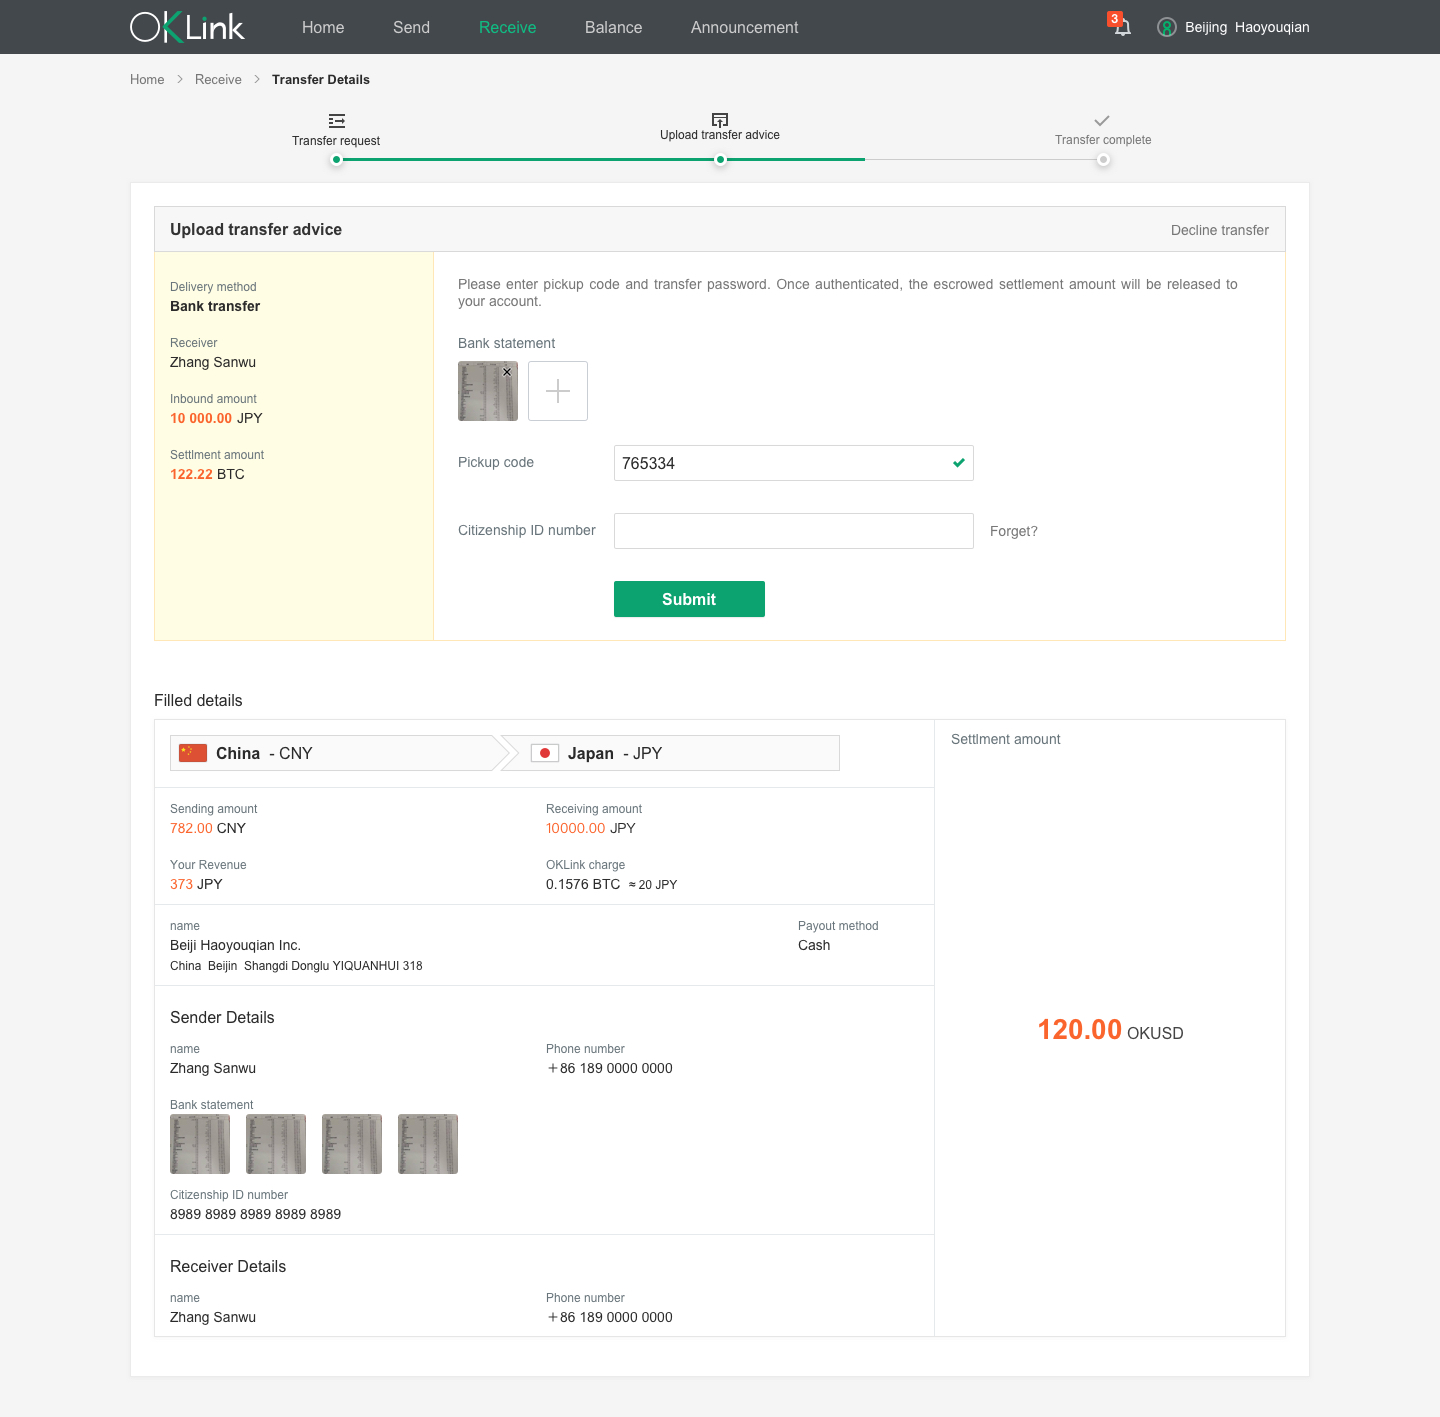 OKLink
Home Send Receive Balance Announcement
3
Beijing Haoyouqian
Home > Receive > Transfer Details
Transfer request
Upload transfer advice
Transfer complete
Upload transfer advice
Decline transfer
Delivery method
Bank transfer
Receiver
Zhang Sanwu
Inbound amount
10 000.00 JPY
Settlment amount
122.22 BTC
Please enter pickup code and transfer password. Once authenticated, the escrowed settlement amount will be released to
your account.
Bank statement
Pickup code
765334
Citizenship ID number
Forget?
Submit
Filled details
China - CNY
Japan - JPY
Settlment amount
Sending amount
782.00 CNY
Receiving amount
10000.00 JPY
Your Revenue
373 JPY
OKLink charge
0.1576 BTC ≈ 20 JPY
name
Beiji Haoyouqian Inc.
China Beijin Shangdi Donglu YIQUANHUI 318
Payout method
Cash
120.00 OKUSD
Sender Details
name
Zhang Sanwu
Phone number
+86 189 0000 0000
Bank statement
Citizenship ID number
8989 8989 8989 8989 8989
Receiver Details
name
Zhang Sanwu
Phone number
+86 189 0000 0000